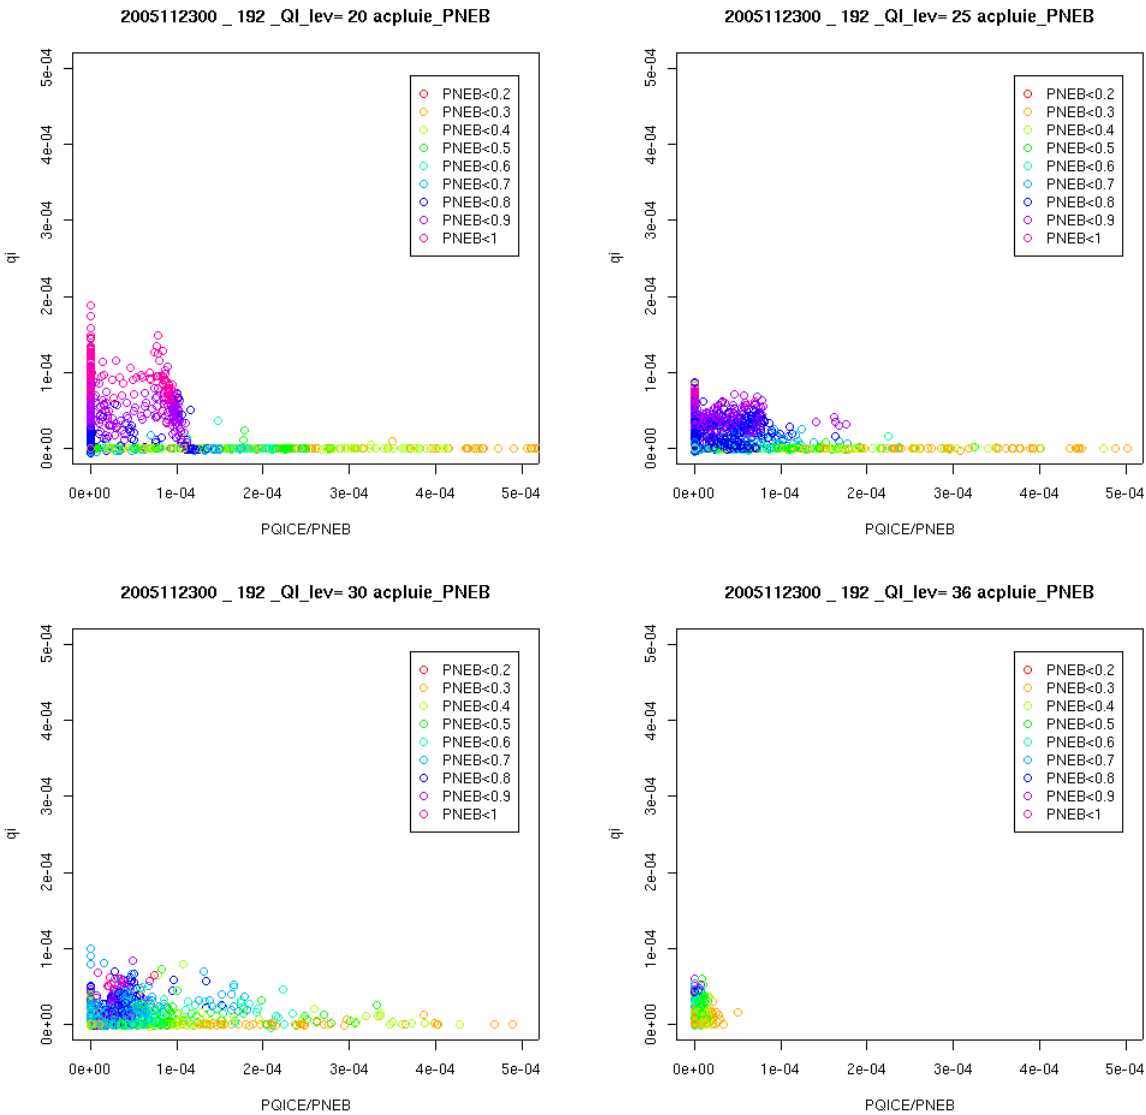 2005112300 _ 192 _QI_lev= 20 acpluie_PNEB
qi
5e-04
4e-04
3e-04
2e-04
1e-04
0e+00
PNEB<0.2
PNEB<0.3
PNEB<0.4
PNEB<0.5
PNEB<0.6
PNEB<0.7
PNEB<0.8
PNEB<0.9
PNEB<1
0e+00 1e-04 2e-04 3e-04 4e-04 5e-04
PQICE/PNEB
2005112300 _ 192 _QI_lev= 25 acpluie_PNEB
qi
5e-04
4e-04
3e-04
2e-04
1e-04
0e+00
PNEB<0.2
PNEB<0.3
PNEB<0.4
PNEB<0.5
PNEB<0.6
PNEB<0.7
PNEB<0.8
PNEB<0.9
PNEB<1
0e+00 1e-04 2e-04 3e-04 4e-04 5e-04
PQICE/PNEB
2005112300 _ 192 _QI_lev= 30 acpluie_PNEB
qi
5e-04
4e-04
3e-04
2e-04
1e-04
0e+00
PNEB<0.2
PNEB<0.3
PNEB<0.4
PNEB<0.5
PNEB<0.6
PNEB<0.7
PNEB<0.8
PNEB<0.9
PNEB<1
0e+00 1e-04 2e-04 3e-04 4e-04 5e-04
PQICE/PNEB
2005112300 _ 192 _QI_lev= 36 acpluie_PNEB
qi
5e-04
4e-04
3e-04
2e-04
1e-04
0e+00
PNEB<0.2
PNEB<0.3
PNEB<0.4
PNEB<0.5
PNEB<0.6
PNEB<0.7
PNEB<0.8
PNEB<0.9
PNEB<1
0e+00 1e-04 2e-04 3e-04 4e-04 5e-04
PQICE/PNEB